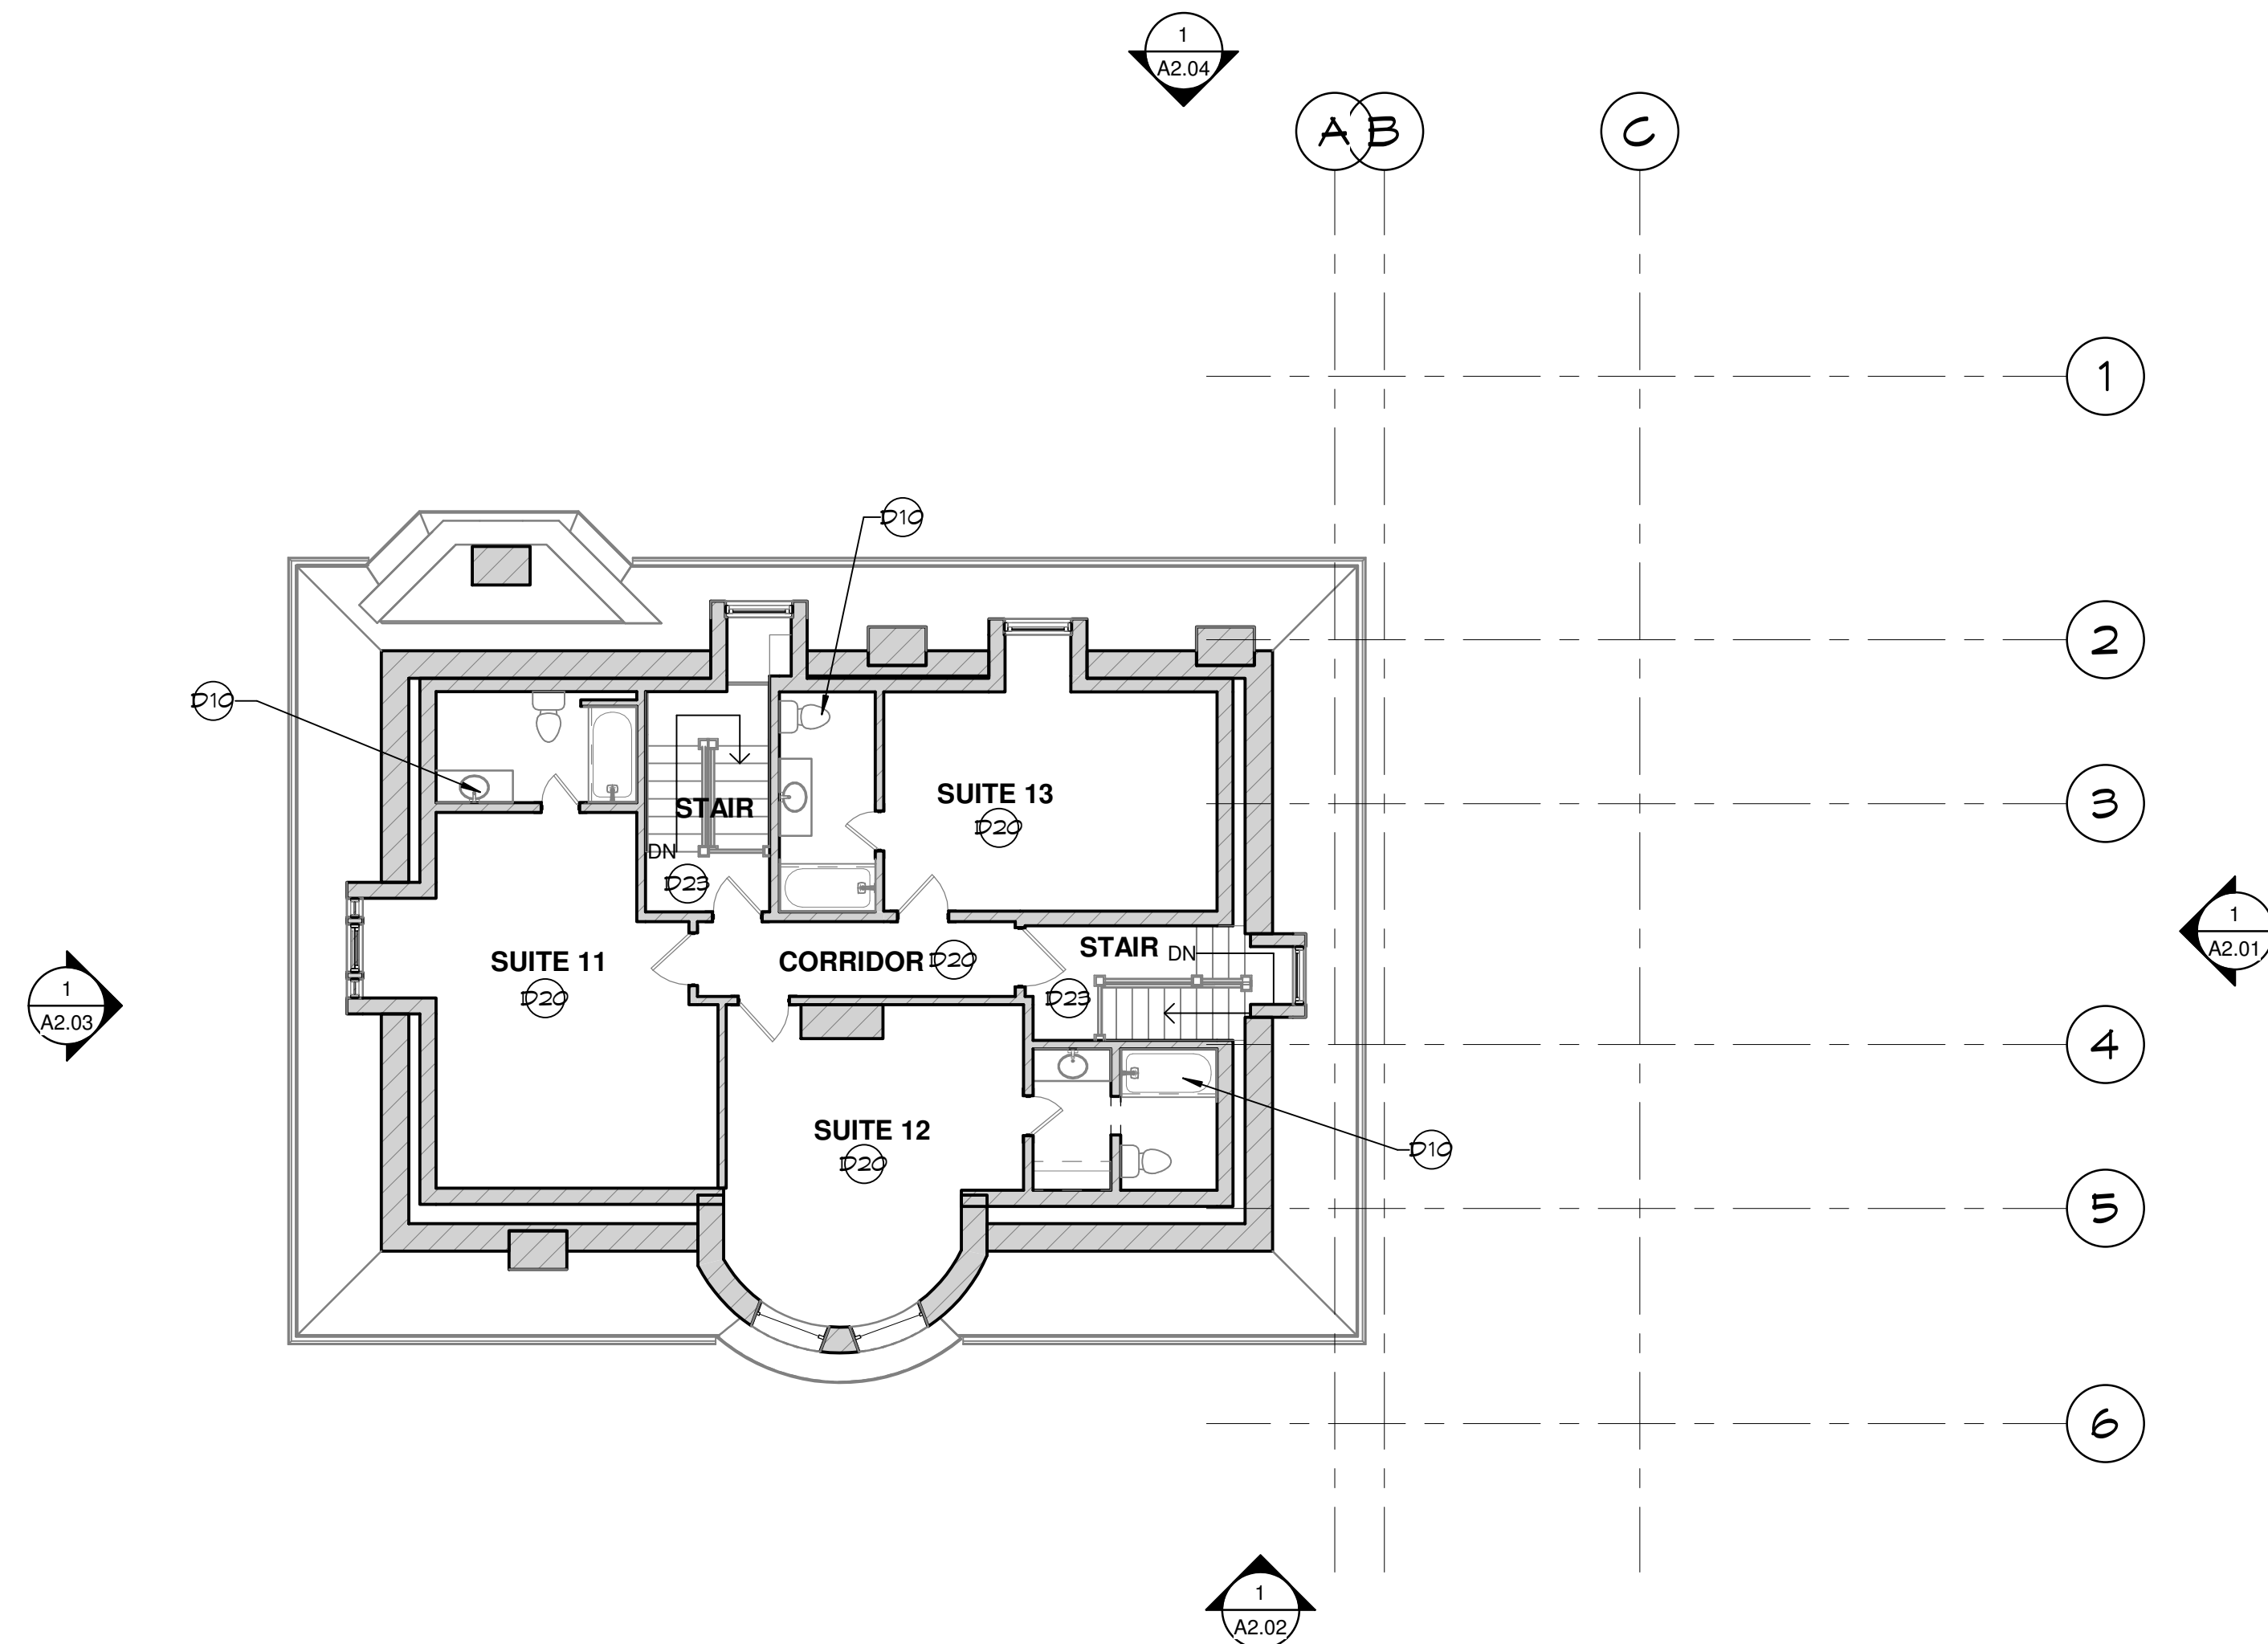 1
A2.04
A B C
1
D10
2
D10
3
SUITE 13
D20
STAIR
DN
D23
1
A2.01
STAIR DN
SUITE 11
D20
CORRIDOR D20
D23
1
A2.03
4
SUITE 12
D20
D10
5
6
1
A2.02